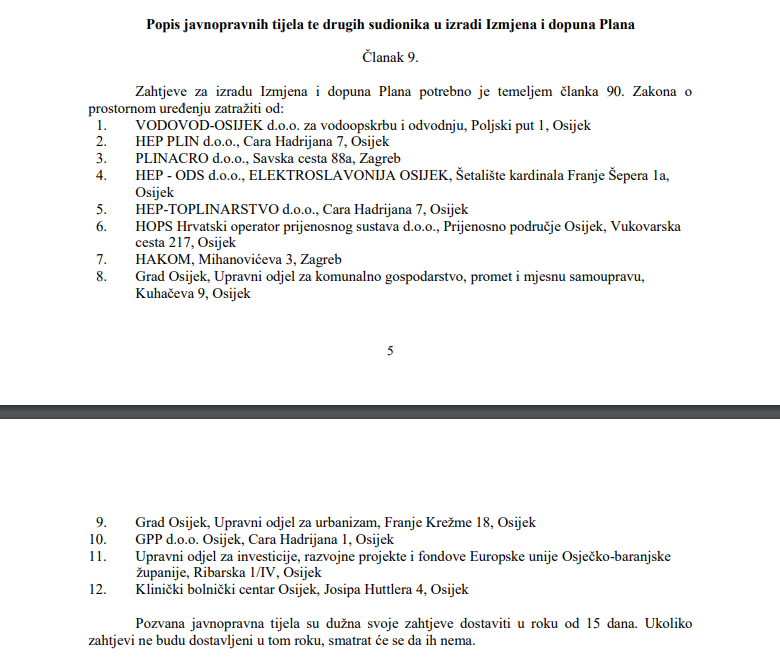 Popis javnopravnih tijela te drugih sudionika u izradi Izmjena i dopuna Plana
Članak 9.
Zahtjeve za izradu Izmjena i dopuna Plana potrebno je temeljem članka 90. Zakona o
prostornom uređenju zatražiti od:
1. VODOVOD-OSIJEK d.o.o. za vodoopskrbu i odvodnju, Poljski put 1, Osijek
2. HEP PLIN d.o.o., Cara Hadrijana 7, Osijek
3. PLINACRO d.o.o., Savska cesta 88a, Zagreb
4. HEP - ODS d.o.o., ELEKTROSLAVONIJA OSIJEK, Šetalište kardinala Franje Šepera 1a,
Osijek
5. HEP-TOPLINARSTVO d.o.o., Cara Hadrijana 7, Osijek
6. HOPS Hrvatski operator prijenosnog sustava d.o.o., Prijenosno područje Osijek, Vukovarska
cesta 217, Osijek
7. HAKOM, Mihanovićeva 3, Zagreb
8. Grad Osijek, Upravni odjel za komunalno gospodarstvo, promet i mjesnu samoupravu,
Kuhačeva 9, Osijek
5
9. Grad Osijek, Upravni odjel za urbanizam, Franje Krežme 18, Osijek
10. GPP d.o.o. Osijek, Cara Hadrijana 1, Osijek
11. Upravni odjel za investicije, razvojne projekte i fondove Europske unije Osječko-baranjske
županije, Ribarska 1/IV, Osijek
12. Klinički bolnički centar Osijek, Josipa Huttlera 4, Osijek
Pozvana javnopravna tijela su dužna svoje zahtjeve dostaviti u roku od 15 dana. Ukoliko
zahtjevi ne budu dostavljeni u tom roku, smatrat će se da ih nema.